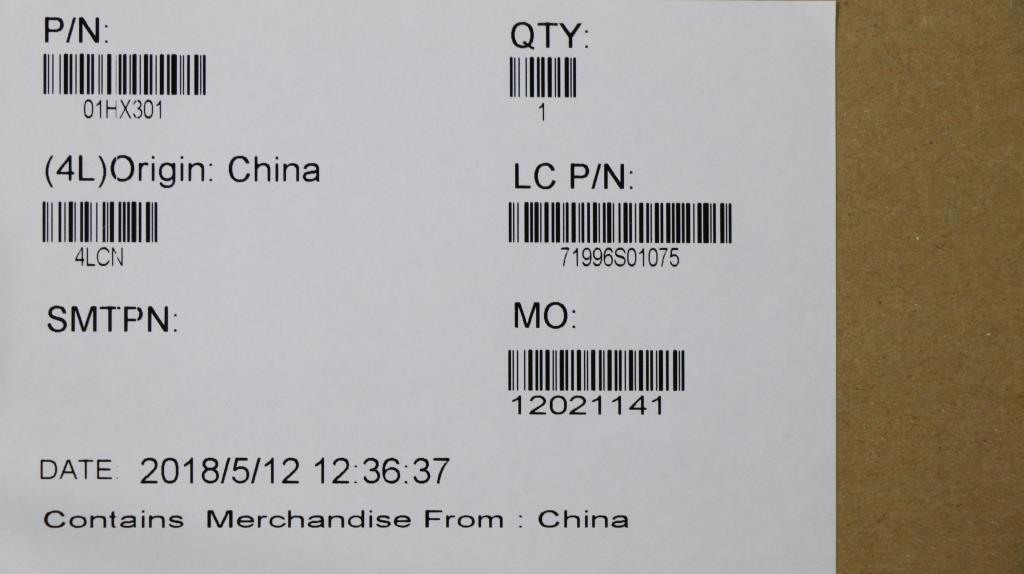 P/N:
01HX301
QTY:
1
(4L)Origin: China
4LCN
LC P/N:
71996S01075
SMTPN:
MO:
12021141
DATE: 2018/5/12 12:36:37
Contains Merchandise From : China